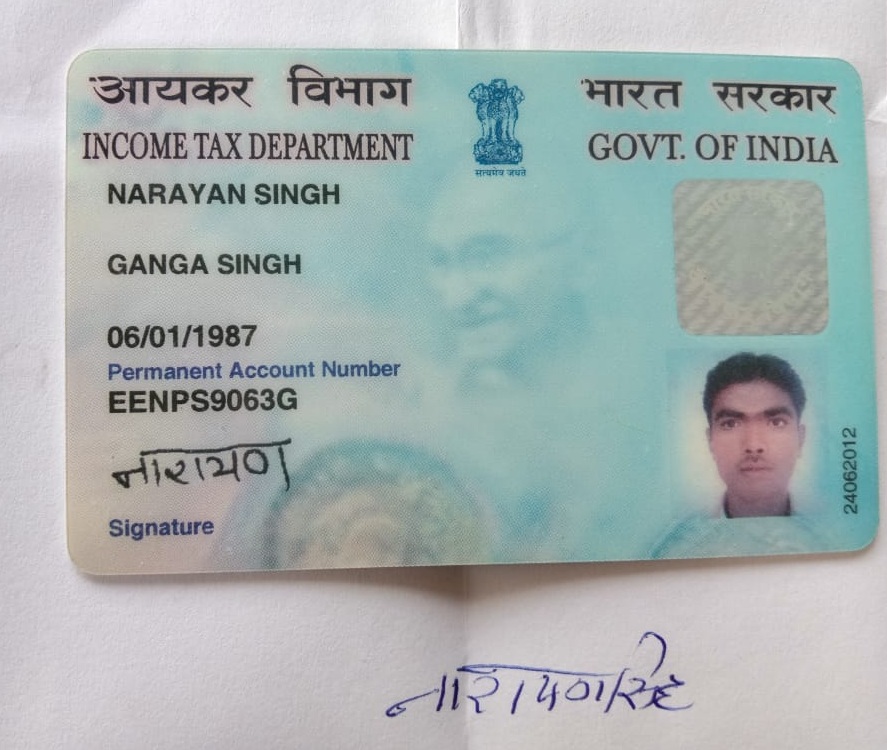 आयकर विभाग
INCOME TAX DEPARTMENT
सत्यमेव जयते
भारत सरकार
GOVT. OF INDIA
NARAYAN SINGH
GANGA SINGH
06/01/1987
Permanent Account Number
EENPS9063G
नारायण
Signature
24062012
नारायणसिंह